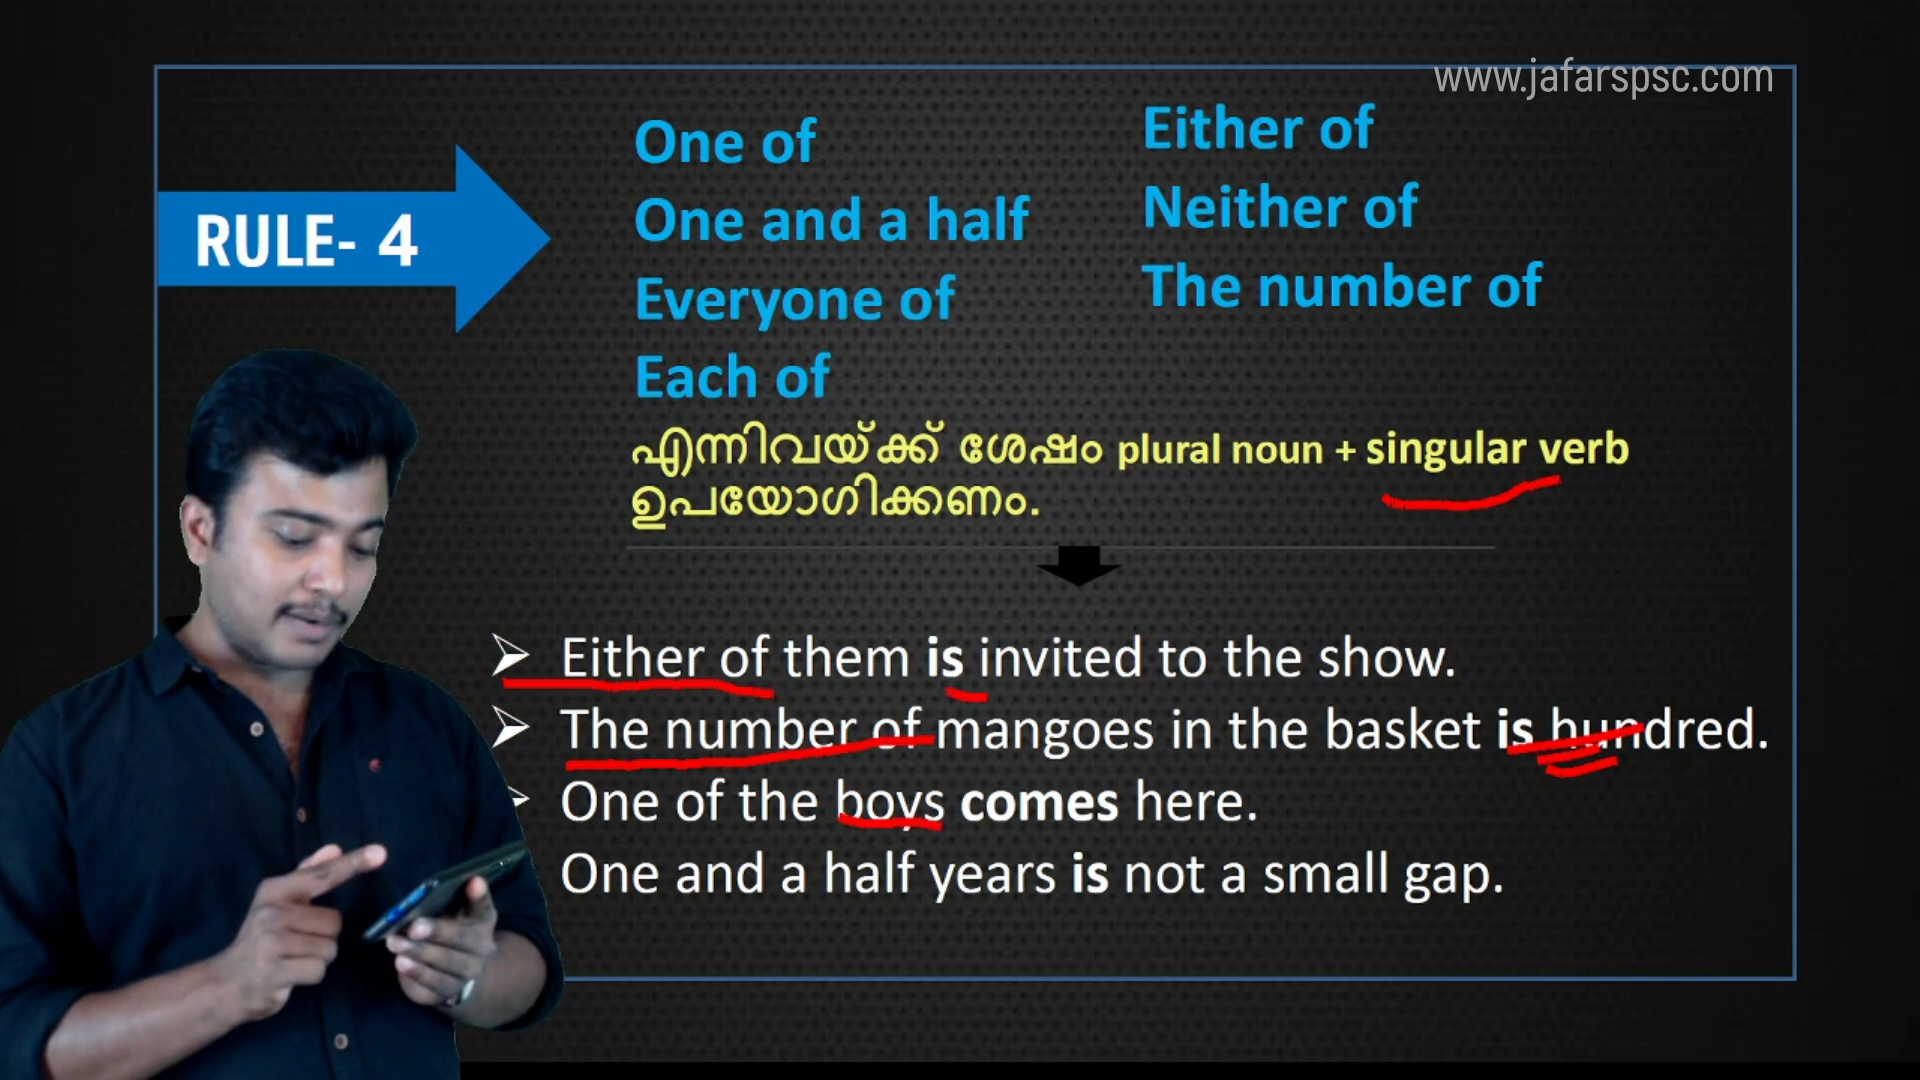 www.jafarspsc.com
RULE- 4
One of
One and a half
Everyone of
Each of
Either of
Neither of
The number of
എന്നിവയ്ക്ക് ശേഷം plural noun + singular verb
ഉപയോഗിക്കണം.
➢ Either of them is invited to the show.
➢ The number of mangoes in the basket is hundred.
➢ One of the boys comes here.
One and a half years is not a small gap.